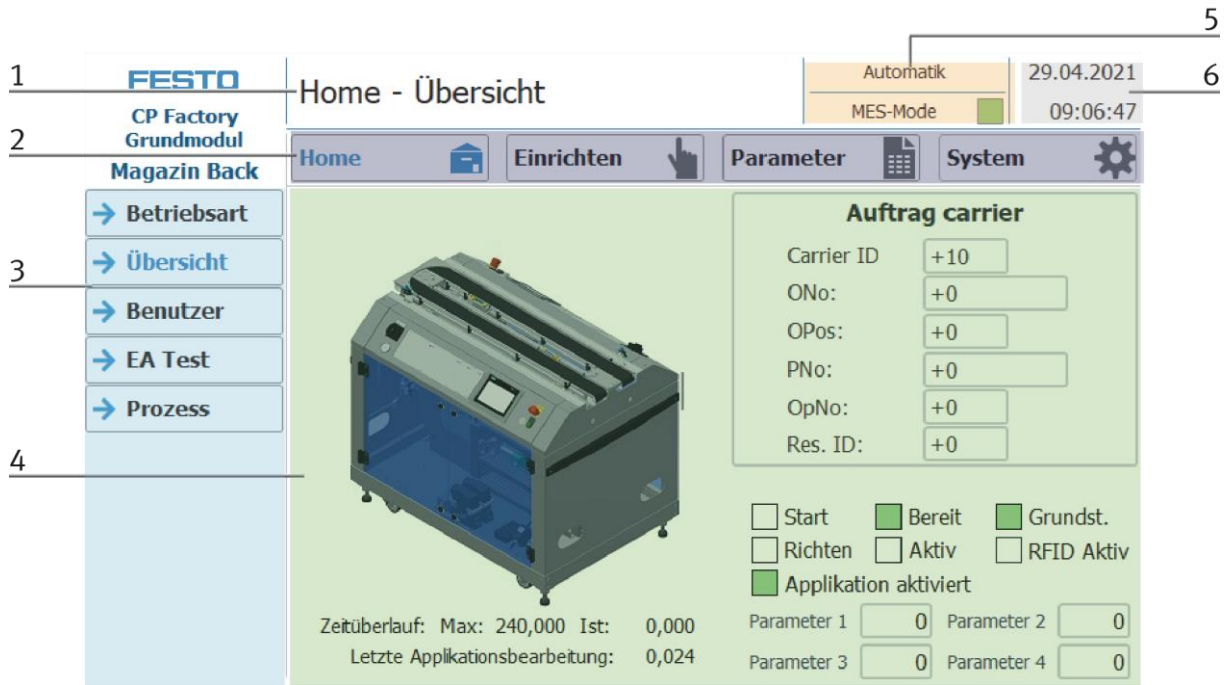 5
1
FESTO
Home - Übersicht
Automatik
29.04.2021
6
CP Factory
MES-Mode
09:06:47
Grundmodul
2
Magazin Back
Home
Einrichten
Parameter
System
Betriebsart
Übersicht
3
Benutzer
EA Test
Prozess
4
Auftrag carrier
Carrier ID +10
ONo: +0
OPos: +0
PNo: +0
OpNo: +0
Res. ID: +0
Start Bereit Grundst.
Richten Aktiv RFID Aktiv
Applikation aktiviert
Zeitüberlauf: Max: 240,000 Ist: 0,000
Letzte Applikationsbearbeitung: 0,024
Parameter 1 0 Parameter 2 0
Parameter 3 0 Parameter 4 0